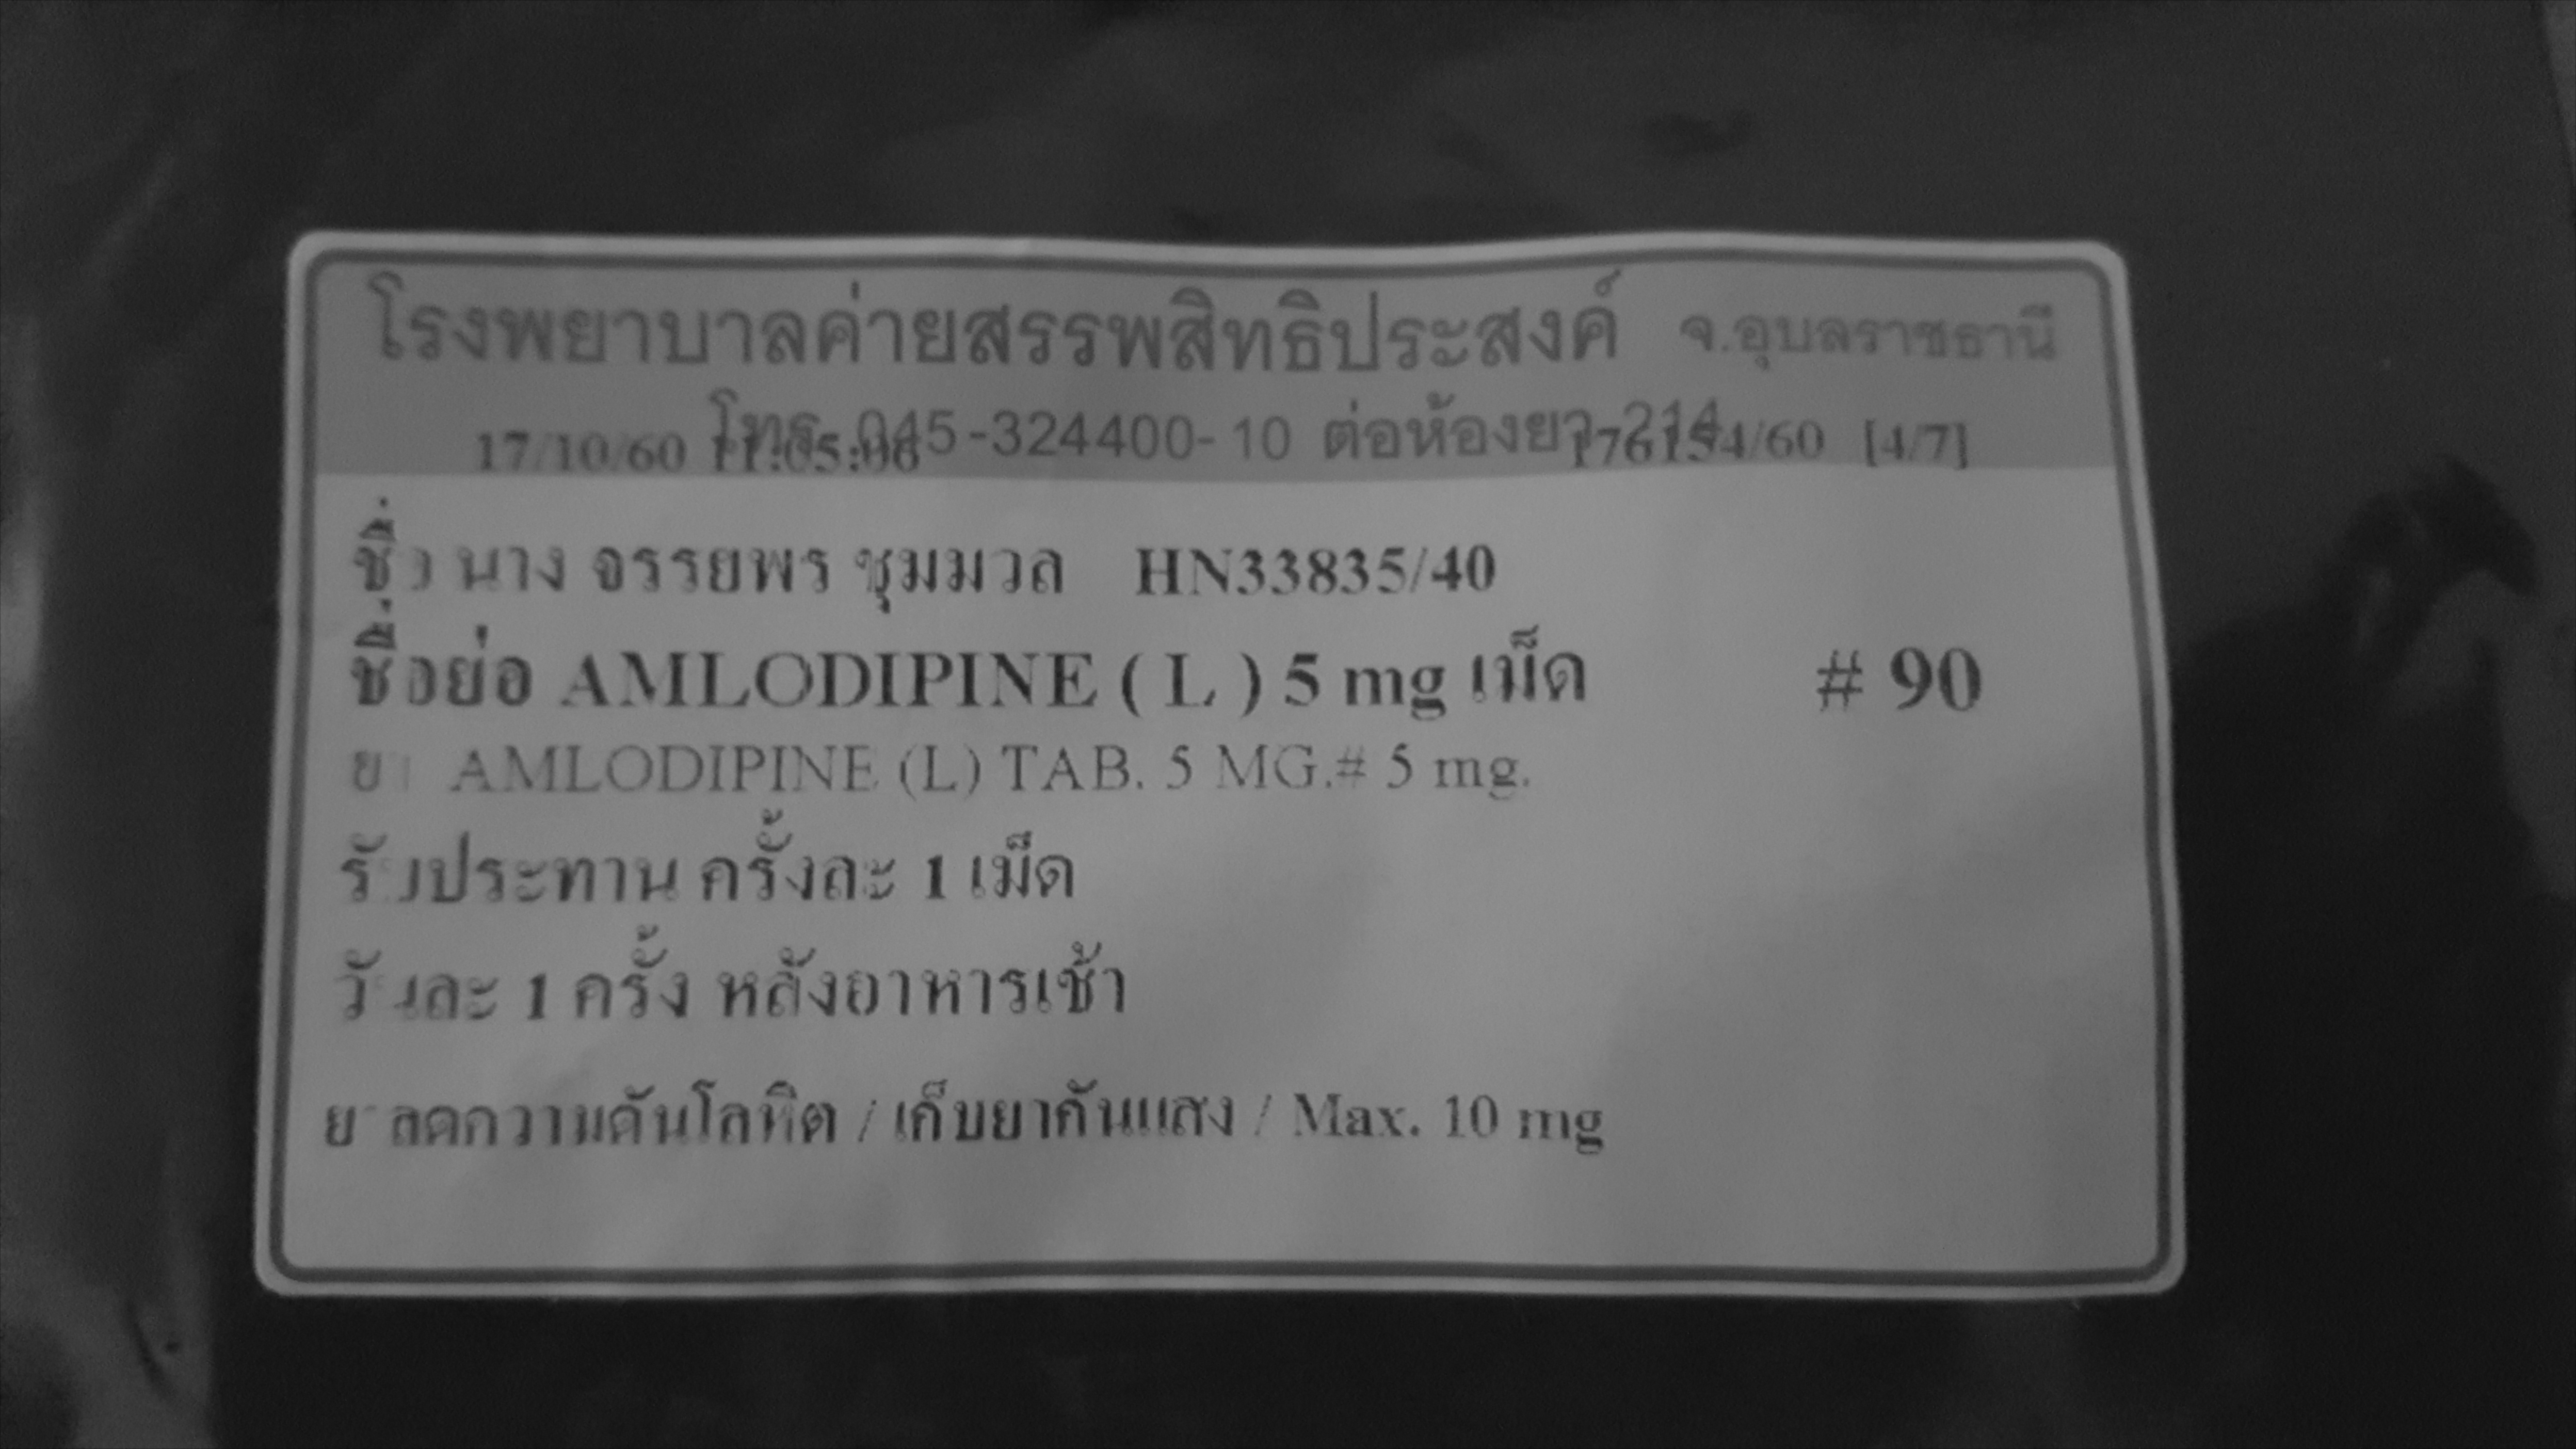 โรงพยาบาลค่ายสรรพสิทธิประสงค์ จ.อุบลราชธานี
โทร.045-324400-10 ต่อห้องยา 214
17/10/60 11:05:06 176154/60 [4/7]
ชื่อ นาง จรรยพร ชุมมวล HN33835/40
ชื่อย่อ AMLODIPINE ( L ) 5 mg เม็ด # 90
ยา AMLODIPINE (L) TAB. 5 MG.# 5 mg.
รับประทาน ครั้งละ 1 เม็ด
วันละ 1 ครั้ง หลังอาหารเช้า
ยาลดความดันโลหิต / เก็บยากันแสง / Max. 10 mg